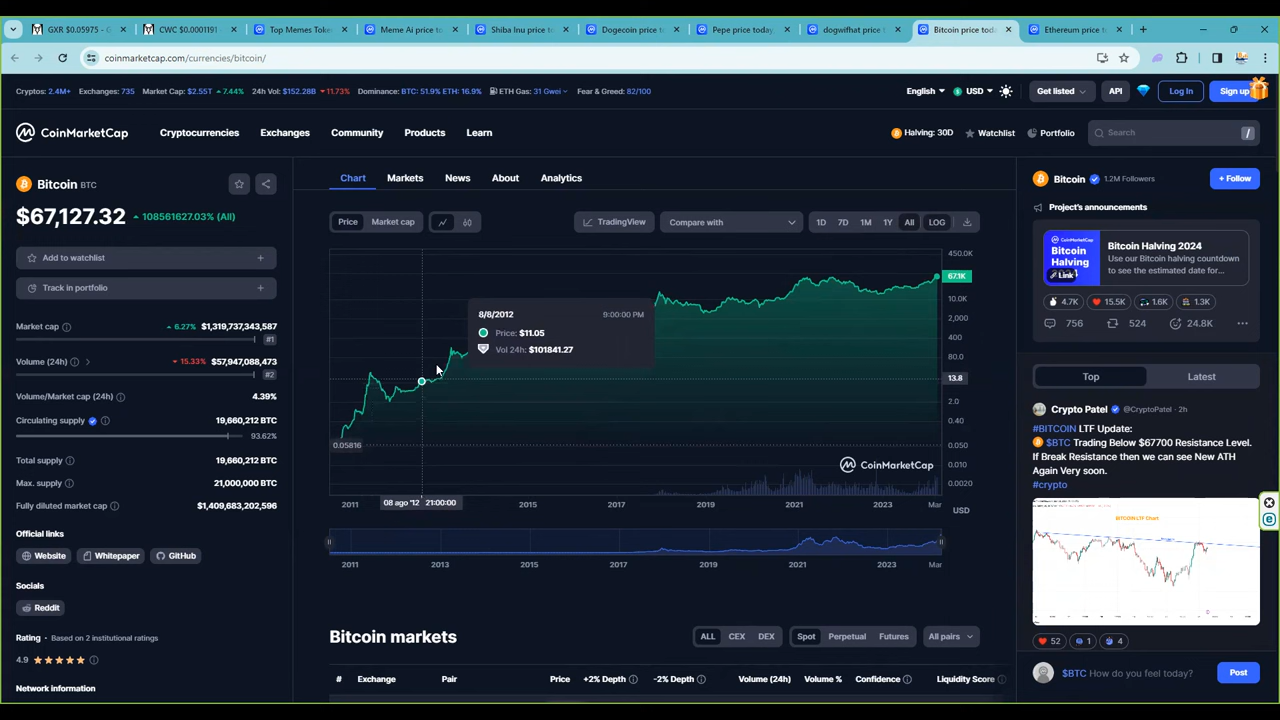 GXR $0.05975 - G
CWC $0.0001191
Top Memes Token
Meme Ai price to
Shiba Inu price to
Dogecoin price to
Pepe price today
dogwifhat price t
Bitcoin price toda
Ethereum price t
coinmarketcap.com/currencies/bitcoin/
Cryptos: 2.4M+ Exchanges: 735 Market Cap: $2.55T 7.44% 24h Vol: $152.28B 11.73% Dominance: BTC: 51.9% ETH: 16.9% ETH Gas: 31 Gwei Fear & Greed: 82/100
English USD Get listed API Log In Sign up
CoinMarketCap Cryptocurrencies Exchanges Community Products Learn
Halving: 30D Watchlist Portfolio Search /
Bitcoin BTC
$67,127.32 108561627.03% (All)
Add to watchlist +
Track in portfolio +
Market cap 6.27% $1,319,737,343,587
#1
Volume (24h) 15.33% $57,947,088,473
#2
Volume/Market cap (24h) 4.39%
Circulating supply 19,660,212 BTC
93.62%
Total supply 19,660,212 BTC
Max. supply 21,000,000 BTC
Fully diluted market cap $1,409,683,202,596
Official links
Website Whitepaper GitHub
Socials
Reddit
Rating · Based on 2 institutional ratings
4.9
Network information
Chart Markets News About Analytics
Price Market cap TradingView Compare with 1D 7D 1M 1Y All LOG
450.0K
67.1K
10.0K
2,000
400
80.0
13.8
2.0
0.40
0.050
0.010
0.0020
8/8/2012 9:00:00 PM
Price: $11.05
Vol 24h: $101841.27
0.05816
CoinMarketCap
2011 08 ago '12 21:00:00 2015 2017 2019 2021 2023 Mar
USD
2011 2013 2015 2017 2019 2021 2023 Mar
Bitcoin markets
ALL CEX DEX Spot Perpetual Futures All pairs
# Exchange Pair Price +2% Depth -2% Depth Volume (24h) Volume % Confidence Liquidity Score
Bitcoin 1.2M Followers + Follow
Project's announcements
CoinMarketCap
Bitcoin
Halving
Link
Bitcoin Halving 2024
Use our Bitcoin halving countdown
to see the estimated date for...
4.7K 15.5K 1.6K 1.3K
756 524 24.8K
Top Latest
Crypto Patel @CryptoPatel · 2h
#BITCOIN LTF Update:
$BTC Trading Below $67700 Resistance Level.
If Break Resistance then we can see New ATH
Again Very soon.
#crypto
BITCOIN LTF Chart
52 1 4
$BTC How do you feel today? Post